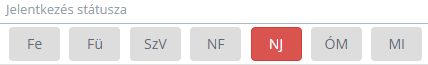 Jelentkezés státusza
Fe Fü SzV NF NJ ÓM MI